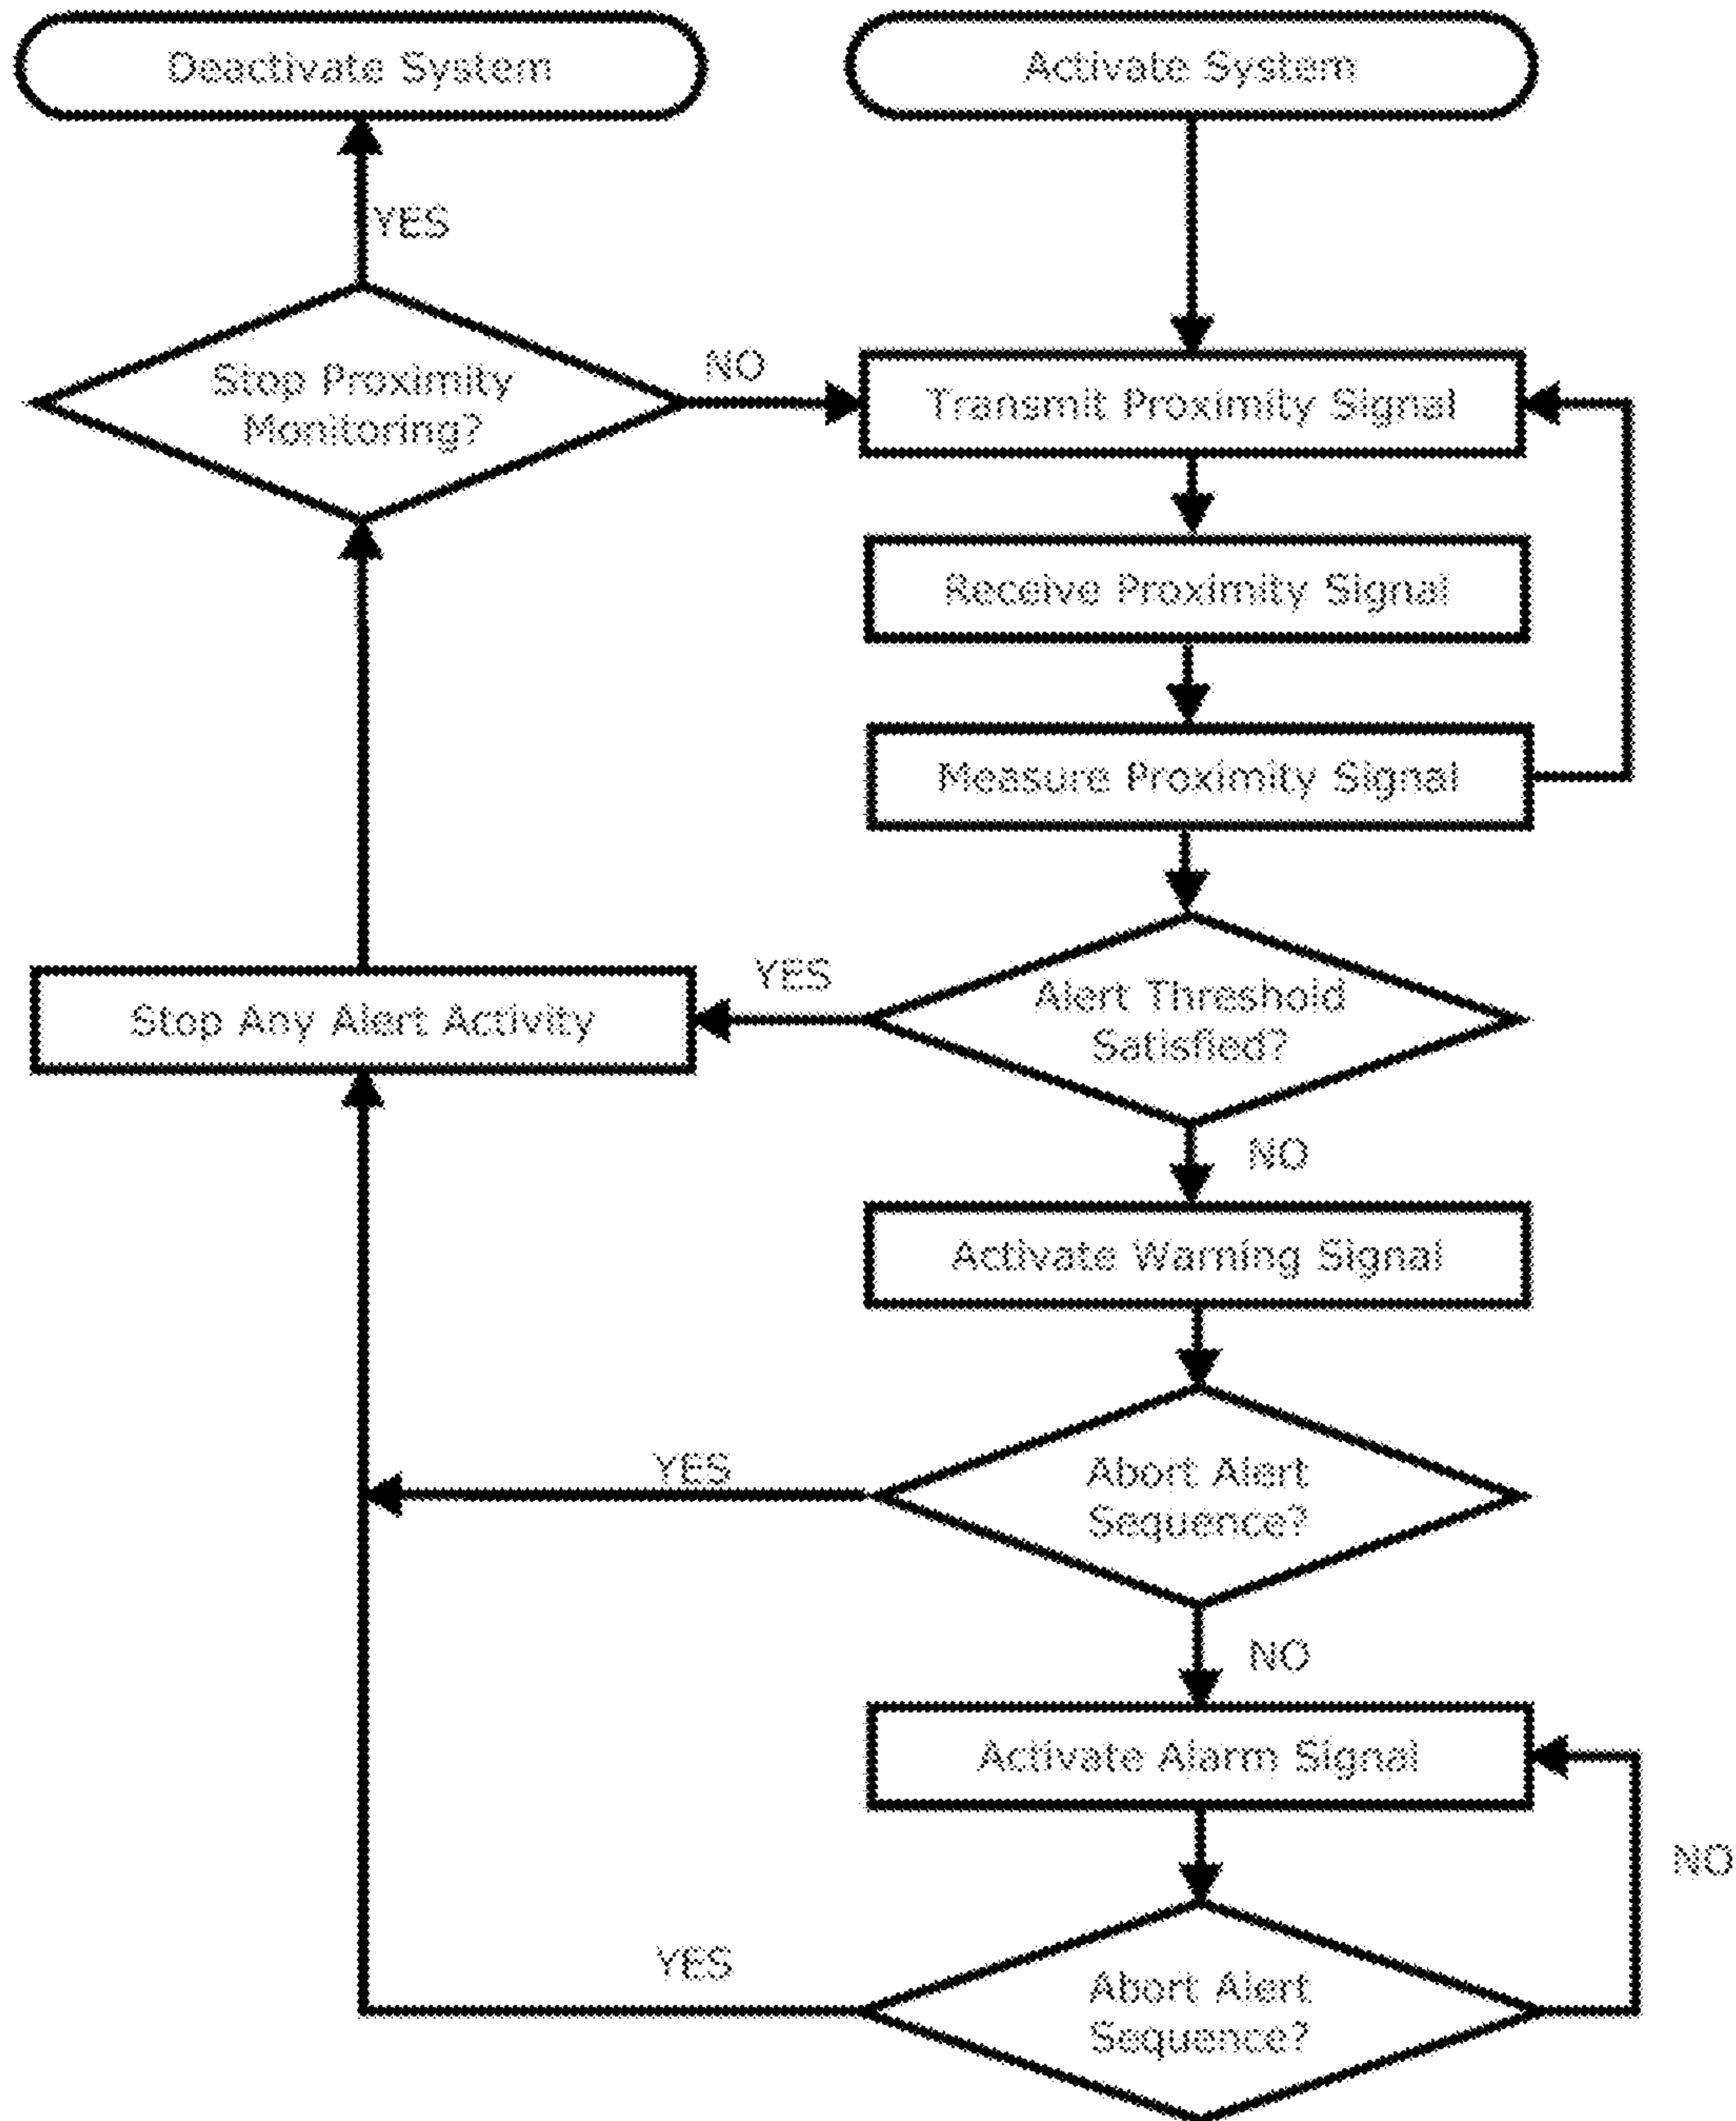 Deactivate System
Activate System
YES
Stop Proximity
Monitoring?
NO
Transmit Proximity Signal
Receive Proximity Signal
Measure Proximity Signal
Stop Any Alert Activity
YES
Alert Threshold
Satisfied?
NO
Activate Warning Signal
YES
Abort Alert
Sequence?
NO
Activate Alarm Signal
NO
YES
Abort Alert
Sequence?